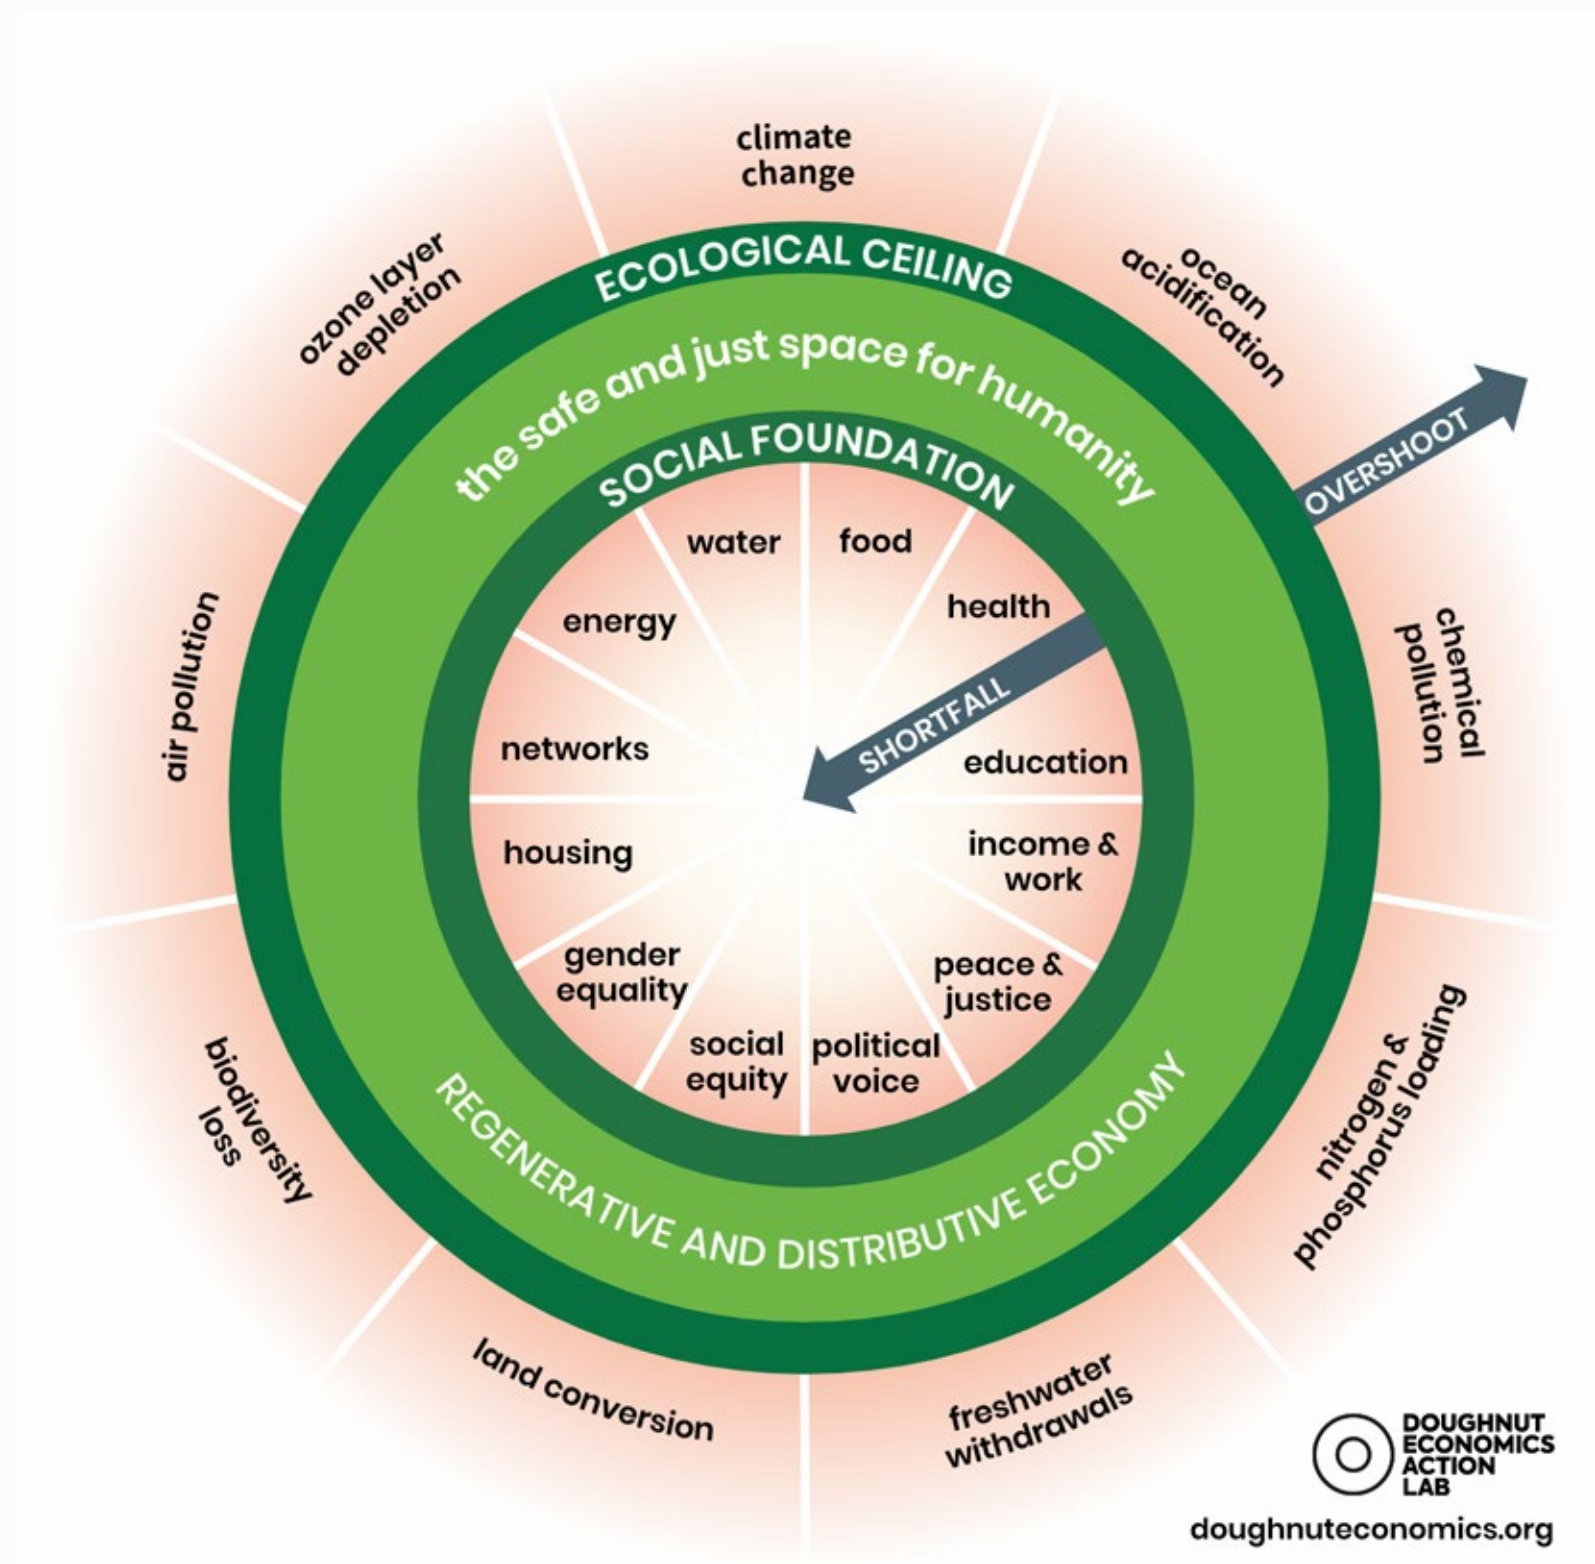 climate
change
ocean
acidification
OVERSHOOT
chemical
pollution
nitrogen &
phosphorus loading
freshwater
withdrawals
land conversion
biodiversity
loss
air pollution
ozone layer
depletion
ECOLOGICAL CEILING
the safe and just space for humanity
SOCIAL FOUNDATION
water
food
health
SHORTFALL
education
income &
work
peace &
justice
political
voice
social
equity
gender
equality
housing
networks
energy
REGENERATIVE AND DISTRIBUTIVE ECONOMY
DOUGHNUT
ECONOMICS
ACTION
LAB
doughnuteconomics.org